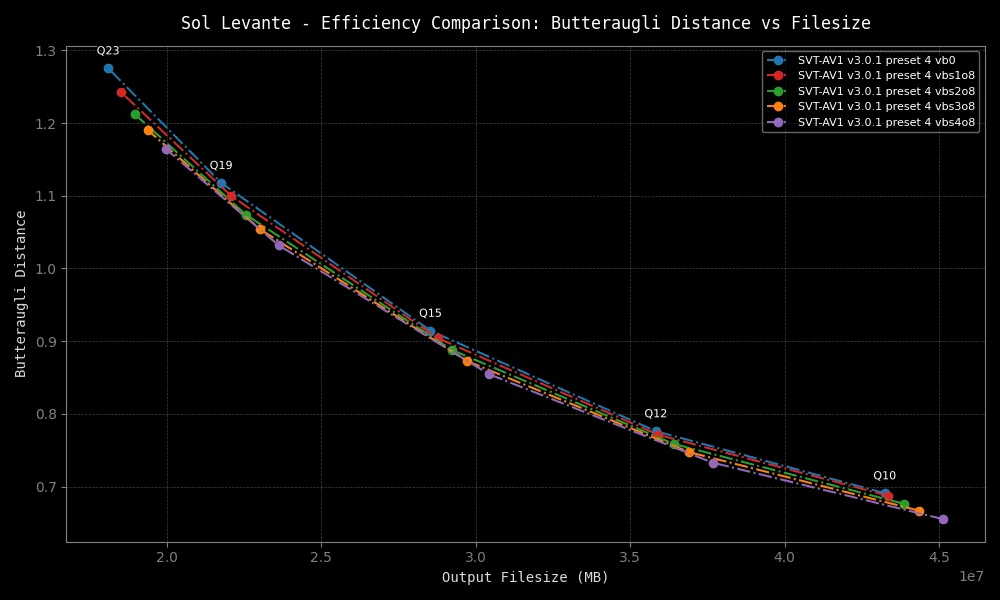 Sol Levante - Efficiency Comparison: Butteraugli Distance vs Filesize
1.3
1.2
1.1
1.0
0.9
0.8
0.7
Butteraugli Distance
Q23
Q19
Q15
Q12
Q10
SVT-AV1 v3.0.1 preset 4 vb0
SVT-AV1 v3.0.1 preset 4 vbs1o8
SVT-AV1 v3.0.1 preset 4 vbs2o8
SVT-AV1 v3.0.1 preset 4 vbs3o8
SVT-AV1 v3.0.1 preset 4 vbs4o8
2.0 2.5 3.0 3.5 4.0 4.5
1e7
Output Filesize (MB)